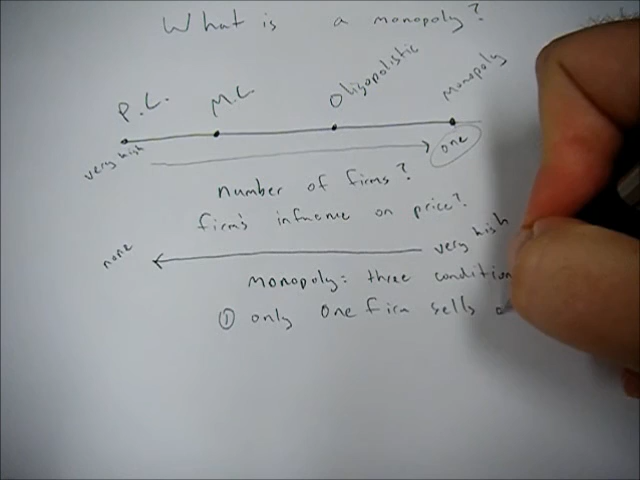 What is a monopoly?
P.C. M.C Oligopolistic monopoly
very high one
number of firms?
firm's influence on price?
none very high
monopoly: three condition
① only one firm sells